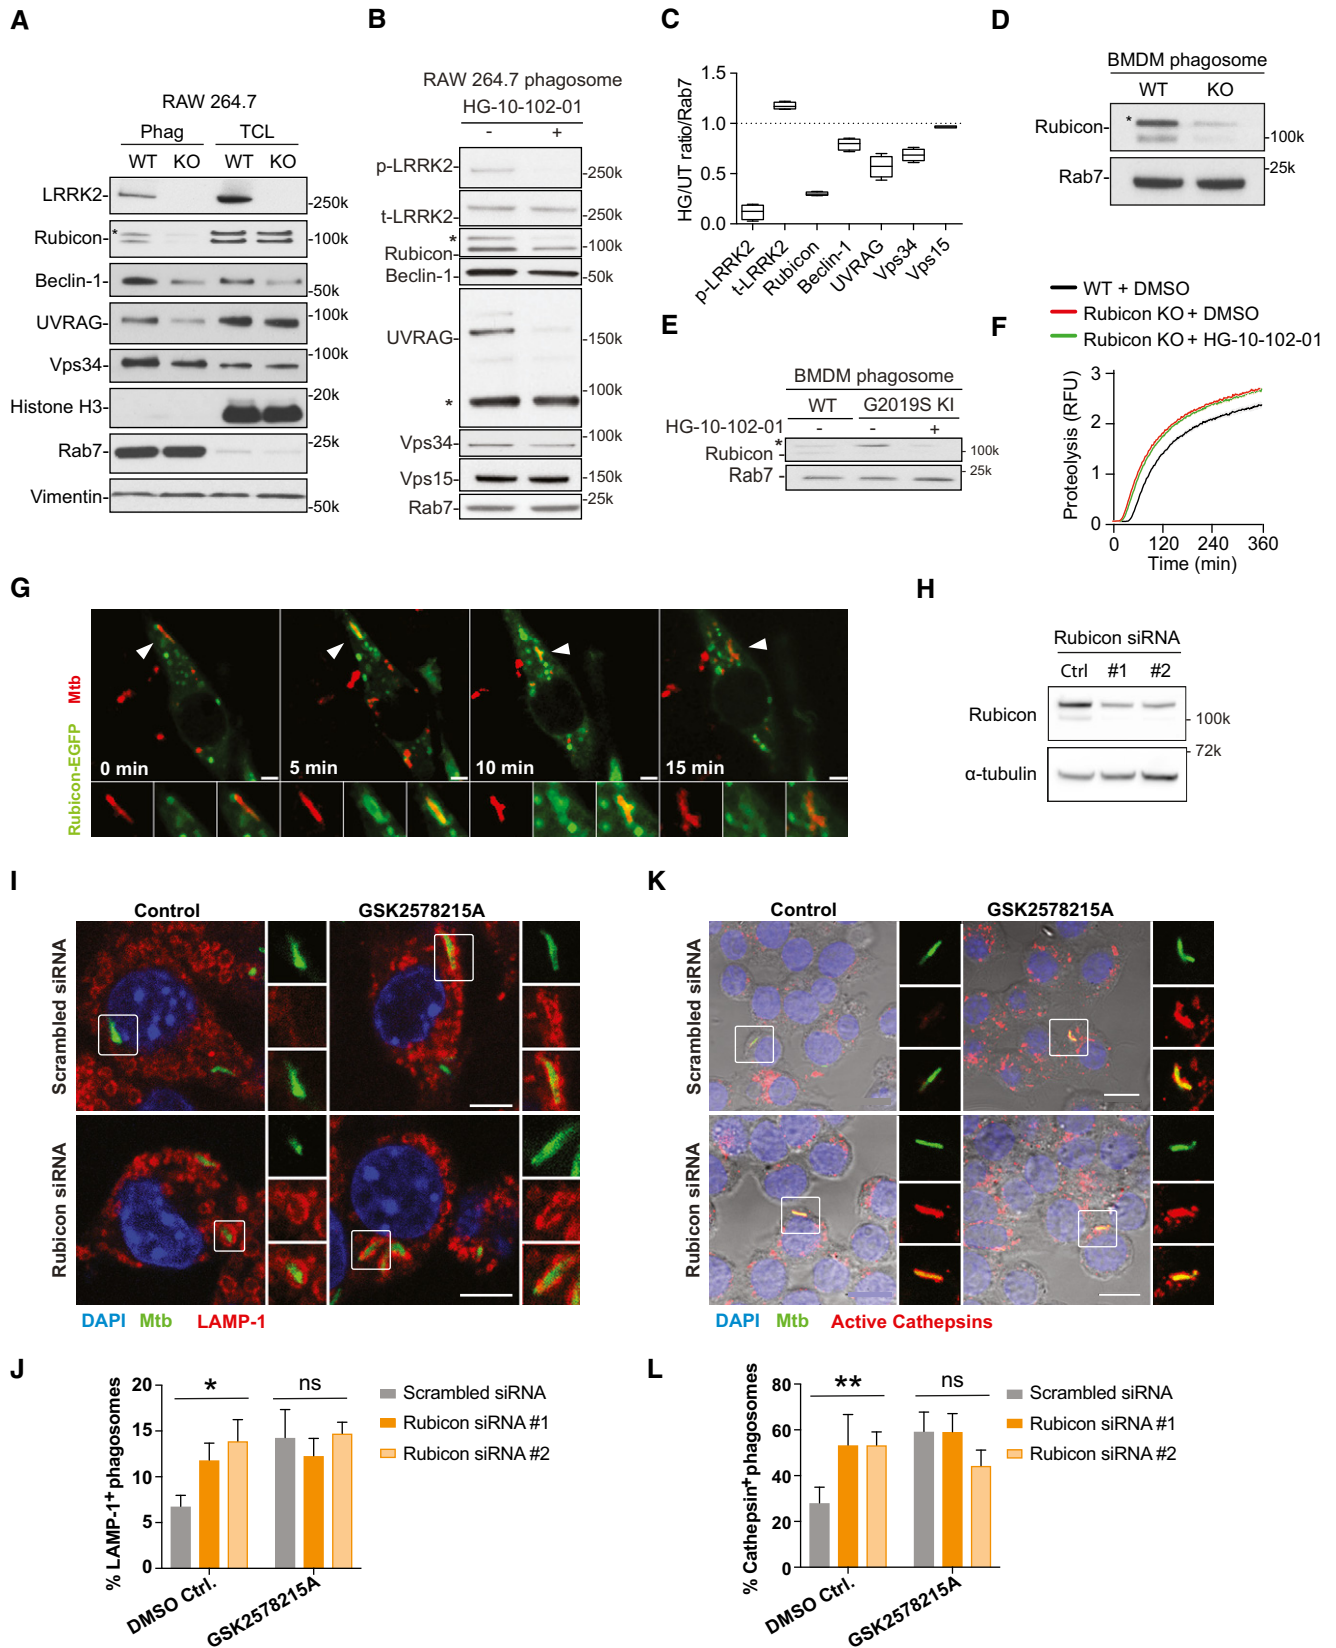 A
RAW 264.7
Phag TCL
WT KO WT KO
LRRK2
-250k
*
Rubicon-
-100k
Beclin-1
-50k
UVRAG
-100k
Vps34
-100k
Histone H3-
-20k
Rab7
-25k
Vimentin-
-50k
B
RAW 264.7 phagosome
HG-10-102-01
- +
p-LRRK2
-250k
t-LRRK2
-250k
*
Rubicon
-100k
Beclin-1
-50k
UVRAG
-150k
*
-100k
Vps34
-100k
Vps15
-150k
Rab7
-25k
C
HG/UT ratio/Rab7
1.5
1.0
0.5
0.0
p-LRRK2
t-LRRK2
Rubicon
Beclin-1
UVRAG
Vps34
Vps15
D
BMDM phagosome
WT KO
Rubicon-
*
-100k
Rab7-
-25k
E
BMDM phagosome
WT G2019S KI
HG-10-102-01 - - +
*
Rubicon -
- 100k
Rab7 -
- 25k
F
WT + DMSO
Rubicon KO + DMSO
Rubicon KO + HG-10-102-01
Proteolysis (RFU)
3
2
1
0
0 120 240 360
Time (min)
G
Rubicon-EGFP Mtb
0 min
5 min
10 min
15 min
H
Rubicon siRNA
Ctrl #1 #2
Rubicon
- 100k
- 72k
α-tubulin
I
Control GSK2578215A
Scrambled siRNA
Rubicon siRNA
DAPI Mtb LAMP-1
K
Control GSK2578215A
Scrambled siRNA
Rubicon siRNA
DAPI Mtb Active Cathepsins
J
% LAMP-1+ phagosomes
20
15
10
5
0
* ns
DMSO Ctrl.
GSK2578215A
Scrambled siRNA
Rubicon siRNA #1
Rubicon siRNA #2
L
% Cathepsin+ phagosomes
80
60
40
20
0
** ns
DMSO Ctrl.
GSK2578215A
Scrambled siRNA
Rubicon siRNA #1
Rubicon siRNA #2